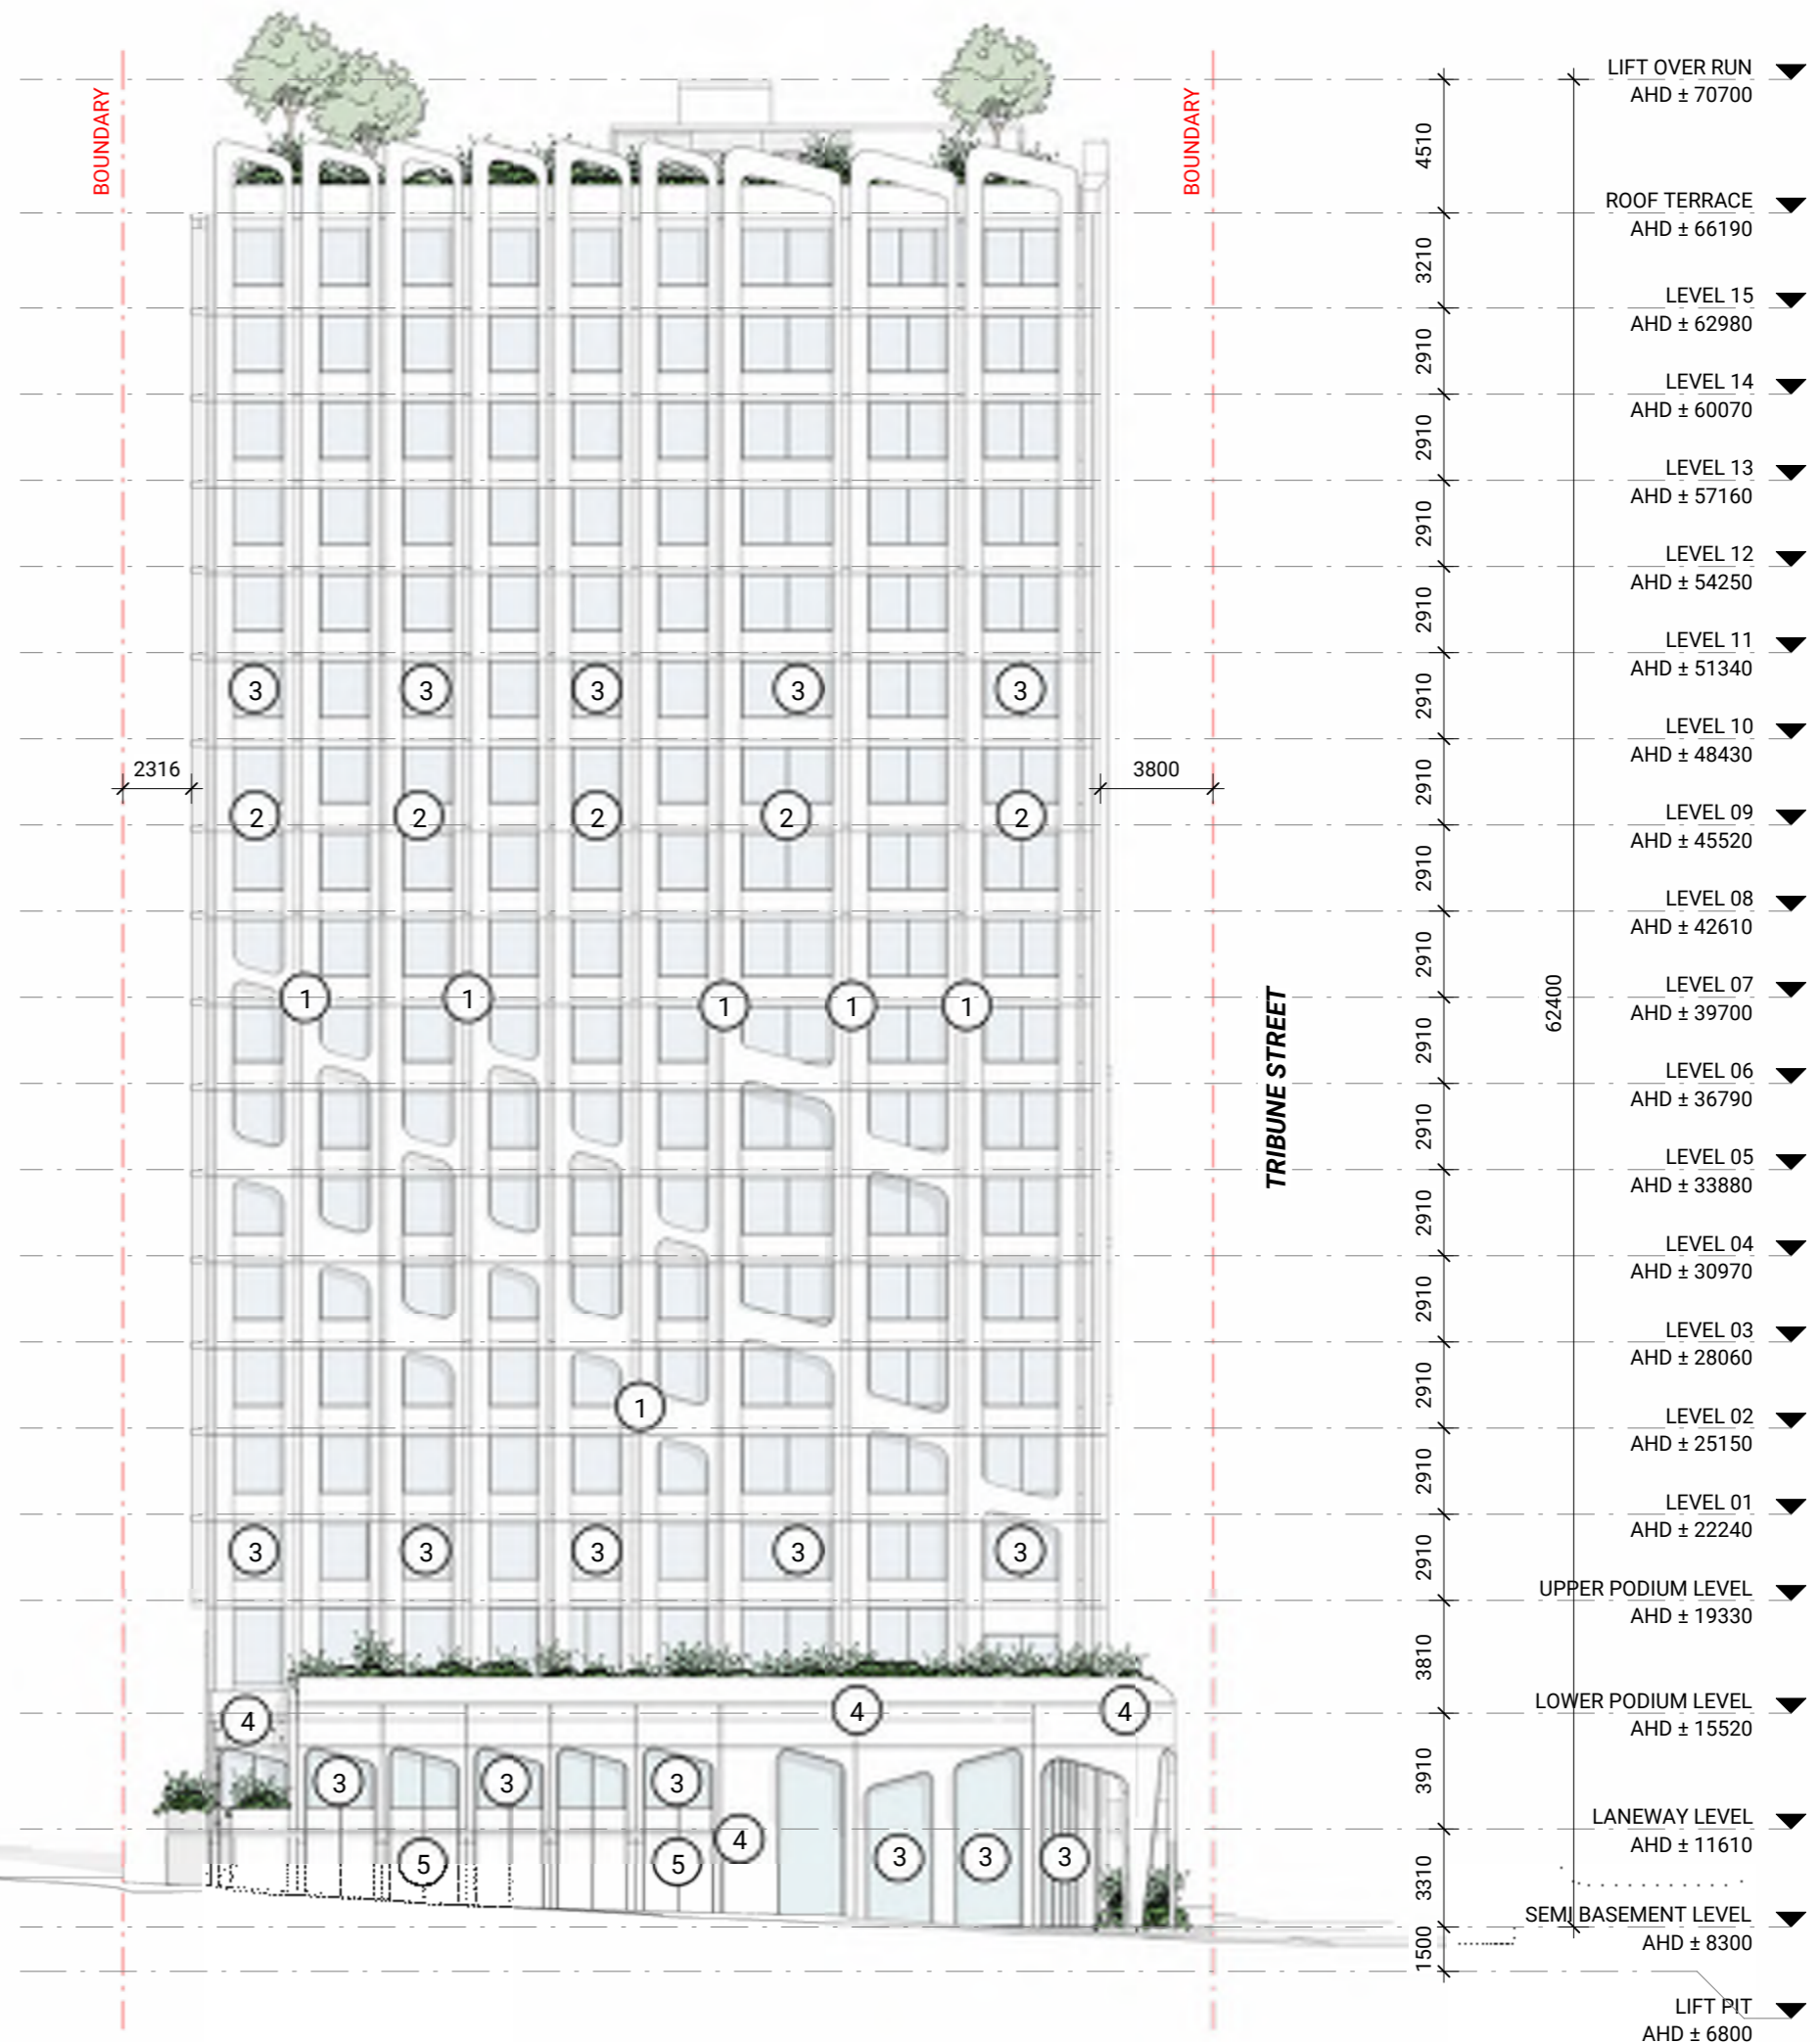 LIFT OVER RUN
AHD ± 70700
BOUNDARY
BOUNDARY
4510
ROOF TERRACE
AHD ± 66190
3210
LEVEL 15
AHD ± 62980
2910
LEVEL 14
AHD ± 60070
2910
LEVEL 13
AHD ± 57160
2910
LEVEL 12
AHD ± 54250
2910
LEVEL 11
AHD ± 51340
3 3 3 3 3
2910
LEVEL 10
AHD ± 48430
2316
3800
2910
2 2 2 2 2
LEVEL 09
AHD ± 45520
2910
LEVEL 08
AHD ± 42610
2910
1 1 1 1 1
LEVEL 07
AHD ± 39700
62400
2910
TRIBUNE STREET
LEVEL 06
AHD ± 36790
2910
LEVEL 05
AHD ± 33880
2910
LEVEL 04
AHD ± 30970
2910
LEVEL 03
AHD ± 28060
2910
1
LEVEL 02
AHD ± 25150
2910
LEVEL 01
AHD ± 22240
3 3 3 3 3
2910
UPPER PODIUM LEVEL
AHD ± 19330
3810
4 4 4
LOWER PODIUM LEVEL
AHD ± 15520
3 3 3
3910
4
LANEWAY LEVEL
AHD ± 11610
5 5 3 3 3
3310
SEMI BASEMENT LEVEL
AHD ± 8300
1500
LIFT PIT
AHD ± 6800